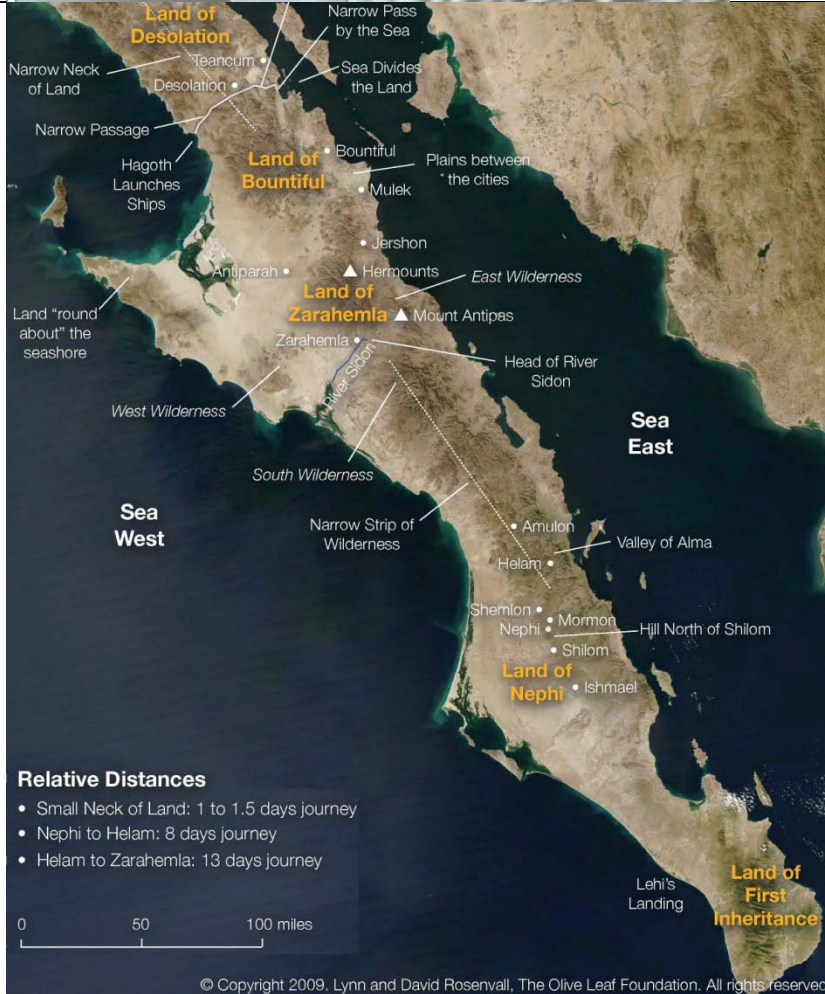 Land of
Desolation
Narrow Pass
by the Sea
Teancum
Narrow Neck
of Land
Desolation
Sea Divides
the Land
Narrow Passage
Hagoth
Launches
Ships
Land of
Bountiful
Bountiful
Plains between
the cities
Mulek
Jershon
Antiparah
Hermounts
East Wilderness
Land of
Zarahemla
Mount Antipas
Land "round
about" the
seashore
Zarahemla
Head of River
Sidon
River Sidon
West Wilderness
South Wilderness
Sea
East
Sea
West
Narrow Strip of
Wilderness
Amulon
Valley of Alma
Helam
Shemlon
Mormon
Nephi
Hill North of Shilom
Shilom
Land of
Nephi
Ishmael
Relative Distances
• Small Neck of Land: 1 to 1.5 days journey
• Nephi to Helam: 8 days journey
• Helam to Zarahemla: 13 days journey
Lehi's
Landing
Land of
First
Inheritance
0 50 100 miles
© Copyright 2009. Lynn and David Rosenvall, The Olive Leaf Foundation. All rights reserved